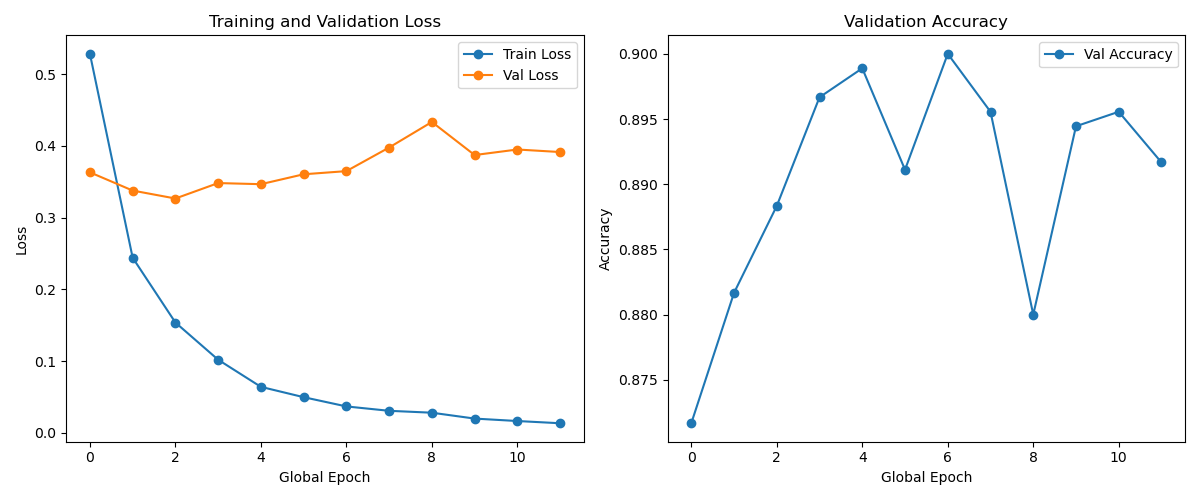 Training and Validation Loss
Train Loss
Val Loss
0.5
0.4
0.3
0.2
0.1
0.0
Loss
0 2 4 6 8 10
Global Epoch
Validation Accuracy
Val Accuracy
0.900
0.895
0.890
0.885
0.880
0.875
Accuracy
0 2 4 6 8 10
Global Epoch